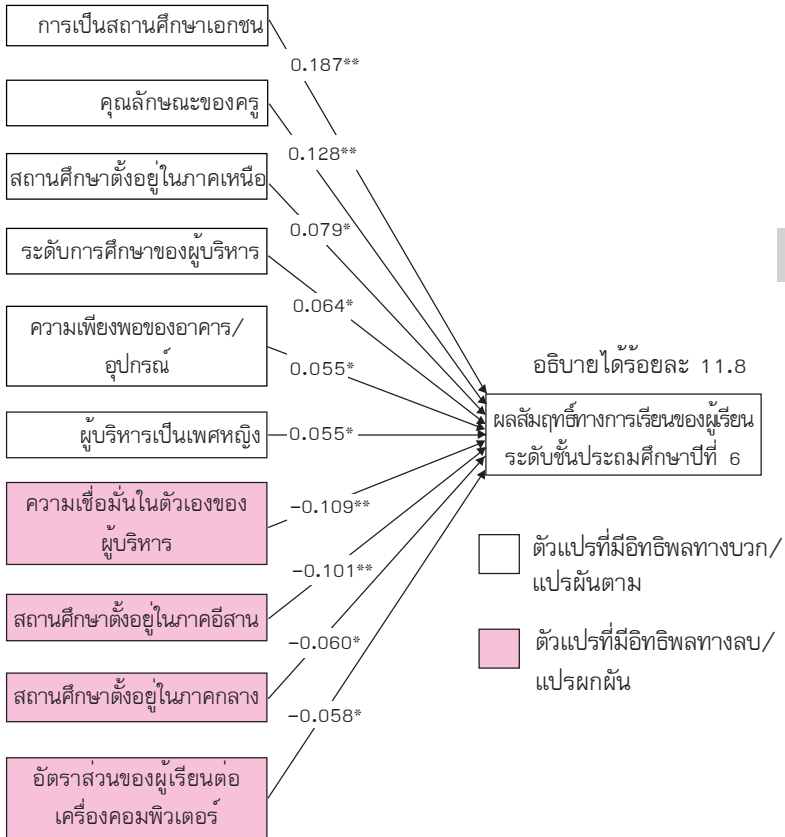 การเป็นสถานศึกษาเอกชน
0.187**
คุณลักษณะของครู
0.128**
สถานศึกษาตั้งอยู่ในภาคเหนือ
0.079*
ระดับการศึกษาของผู้บริหาร
0.064*
ความเพียงพอของอาคาร/
อุปกรณ์
0.055*
ผู้บริหารเป็นเพศหญิง
0.055*
ความเชื่อมั่นในตัวเองของ
ผู้บริหาร
-0.109**
สถานศึกษาตั้งอยู่ในภาคอีสาน
-0.101**
สถานศึกษาตั้งอยู่ในภาคกลาง
-0.060*
อัตราส่วนของผู้เรียนต่อ
เครื่องคอมพิวเตอร์
-0.058*
อธิบายได้ร้อยละ 11.8
ผลสัมฤทธิ์ทางการเรียนของผู้เรียน
ระดับชั้นประถมศึกษาปีที่ 6
ตัวแปรที่มีอิทธิพลทางบวก/
แปรผันตาม
ตัวแปรที่มีอิทธิพลทางลบ/
แปรผกผัน